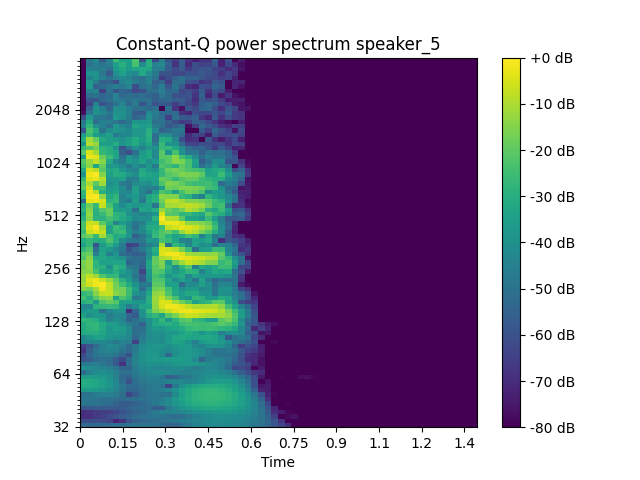 Constant-Q power spectrum speaker_5
Hz
2048
1024
512
256
128
64
32
0 0.15 0.3 0.45 0.6 0.75 0.9 1.1 1.2 1.4
Time
+0 dB
-10 dB
-20 dB
-30 dB
-40 dB
-50 dB
-60 dB
-70 dB
-80 dB